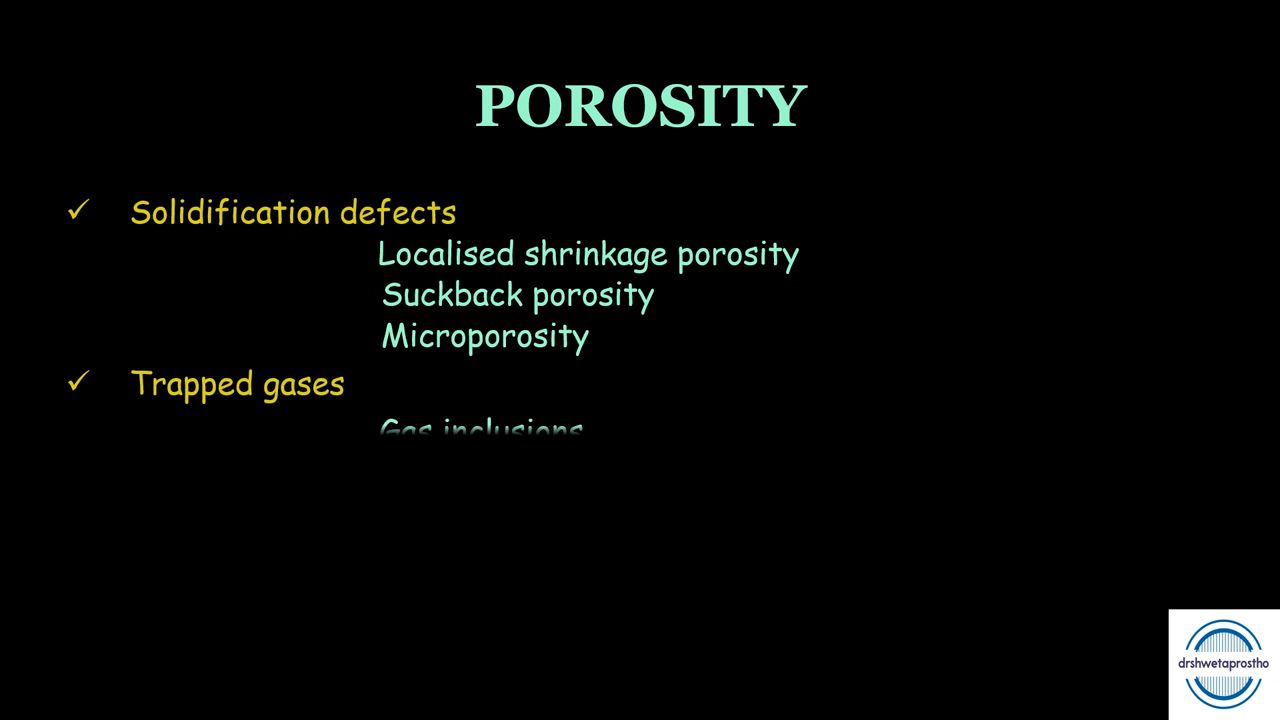 POROSITY
✓ Solidification defects
Localised shrinkage porosity
Suckback porosity
Microporosity
✓ Trapped gases
Gas inclusions
drshwetaprostho